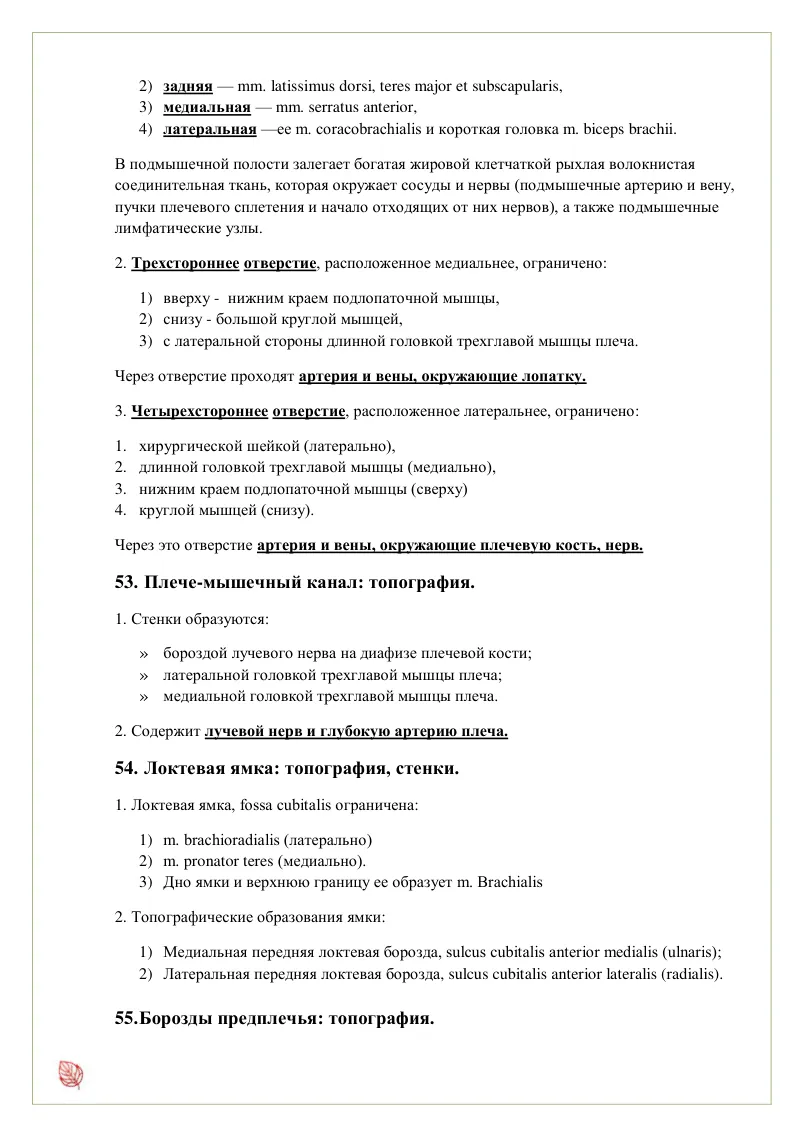 2) задняя — mm. latissimus dorsi, teres major et subscapularis,
3) медиальная — mm. serratus anterior,
4) латеральная —ее m. coracobrachialis и короткая головка m. biceps brachii.
В подмышечной полости залегает богатая жировой клетчаткой рыхлая волокнистая
соединительная ткань, которая окружает сосуды и нервы (подмышечные артерию и вену,
пучки плечевого сплетения и начало отходящих от них нервов), а также подмышечные
лимфатические узлы.
2. Трехстороннее отверстие, расположенное медиальнее, ограничено:
1) вверху - нижним краем подлопаточной мышцы,
2) снизу - большой круглой мышцей,
3) с латеральной стороны длинной головкой трехглавой мышцы плеча.
Через отверстие проходят артерия и вены, окружающие лопатку.
3. Четырехстороннее отверстие, расположенное латеральнее, ограничено:
1. хирургической шейкой (латерально),
2. длинной головкой трехглавой мышцы (медиально),
3. нижним краем подлопаточной мышцы (сверху)
4. круглой мышцей (снизу).
Через это отверстие артерия и вены, окружающие плечевую кость, нерв.
53. Плече-мышечный канал: топография.
1. Стенки образуются:
» бороздой лучевого нерва на диафизе плечевой кости;
» латеральной головкой трехглавой мышцы плеча;
» медиальной головкой трехглавой мышцы плеча.
2. Содержит лучевой нерв и глубокую артерию плеча.
54. Локтевая ямка: топография, стенки.
1. Локтевая ямка, fossa cubitalis ограничена:
1) m. brachioradialis (латерально)
2) m. pronator teres (медиально).
3) Дно ямки и верхнюю границу ее образует m. Brachialis
2. Топографические образования ямки:
1) Медиальная передняя локтевая борозда, sulcus cubitalis anterior medialis (ulnaris);
2) Латеральная передняя локтевая борозда, sulcus cubitalis anterior lateralis (radialis).
55.Борозды предплечья: топография.